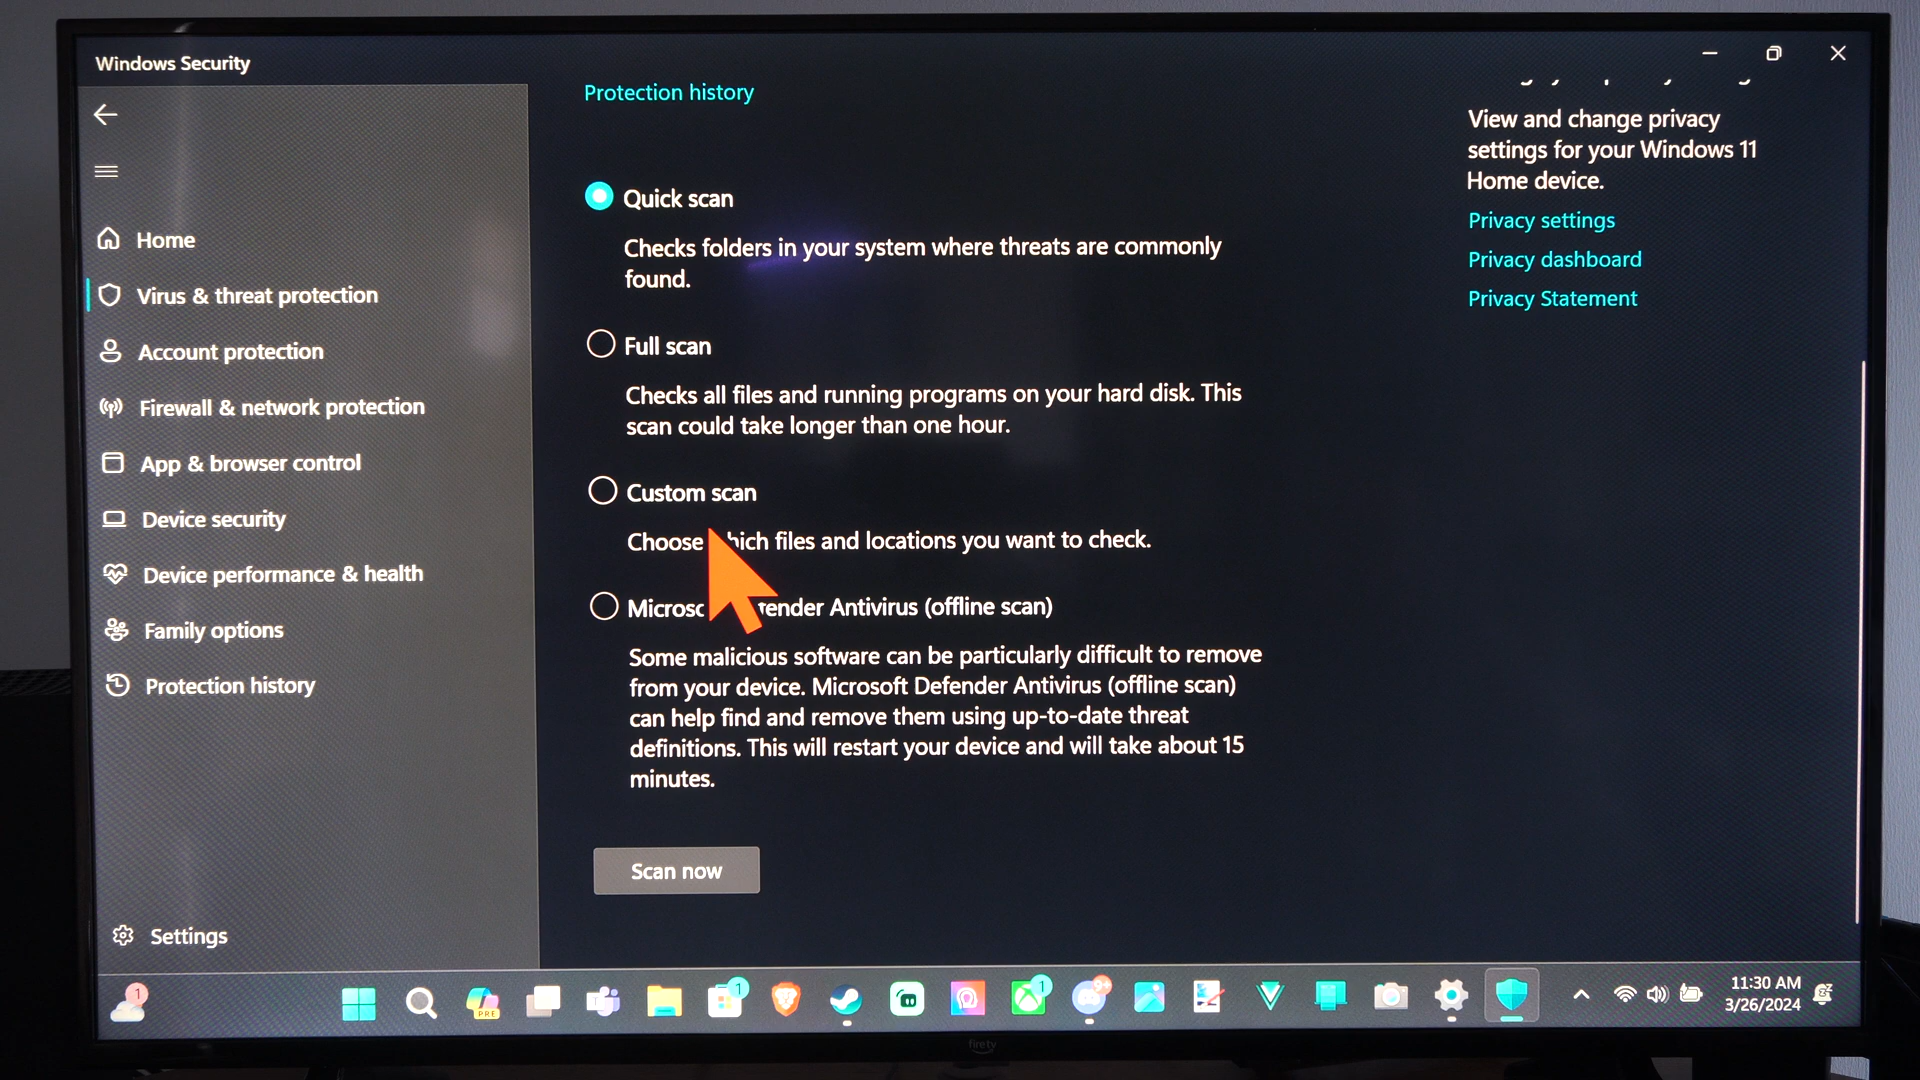 Windows Security
Protection history
Home
Virus & threat protection
Account protection
Firewall & network protection
App & browser control
Device security
Device performance & health
Family options
Protection history
Settings
Quick scan
Checks folders in your system where threats are commonly
found.
Full scan
Checks all files and running programs on your hard disk. This
scan could take longer than one hour.
Custom scan
Choose hich files and locations you want to check.
Microsc tender Antivirus (offline scan)
Some malicious software can be particularly difficult to remove
from your device. Microsoft Defender Antivirus (offline scan)
can help find and remove them using up-to-date threat
definitions. This will restart your device and will take about 15
minutes.
Scan now
View and change privacy
settings for your Windows 11
Home device.
Privacy settings
Privacy dashboard
Privacy Statement
1
PRE
1
1
9+
11:30 AM
3/26/2024
firetv